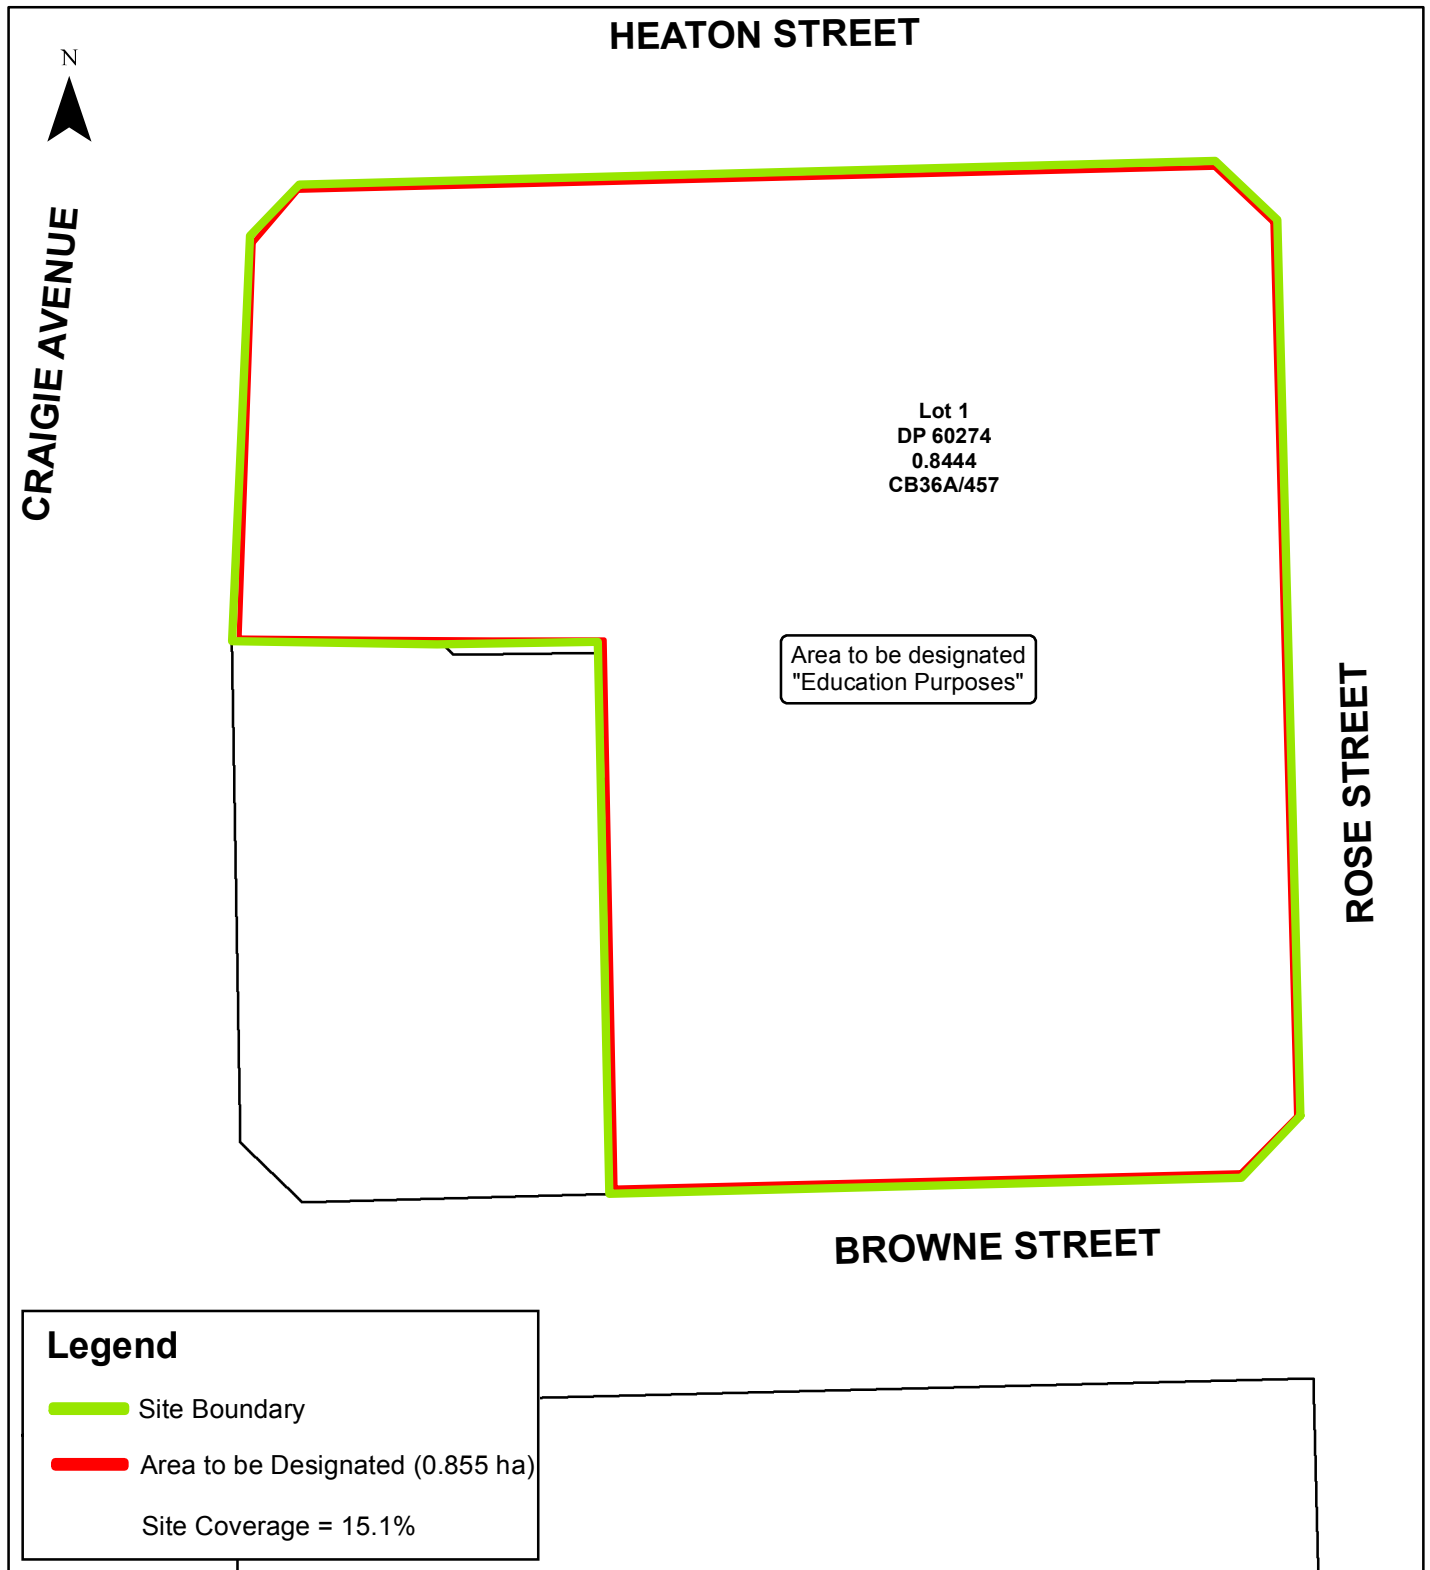 HEATON STREET
N
CRAIGIE AVENUE
Lot 1
DP 60274
0.8444
CB36A/457
Area to be designated
"Education Purposes"
ROSE STREET
BROWNE STREET
Legend
Site Boundary
Area to be Designated (0.855 ha)
Site Coverage = 15.1%